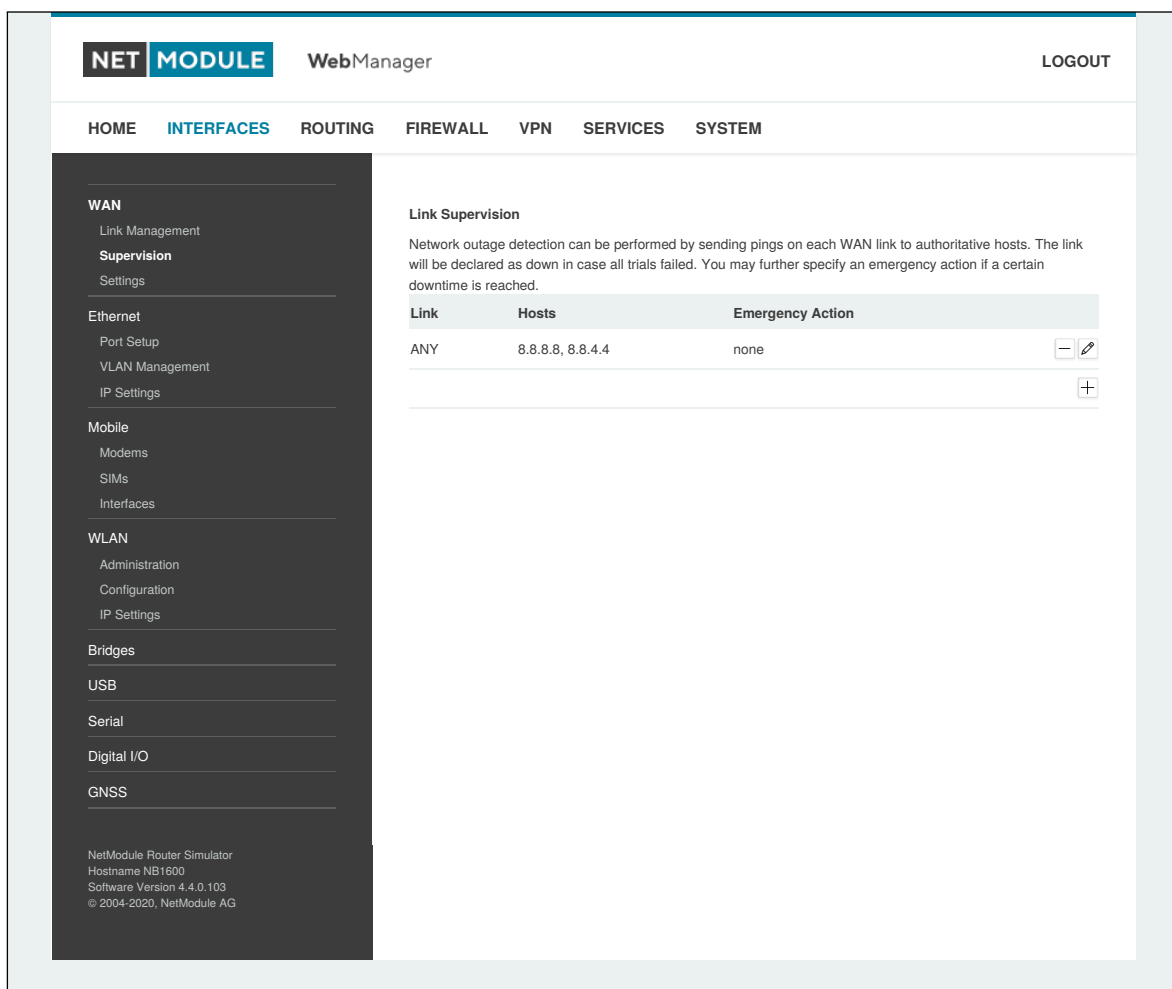 NET MODULE WebManager LOGOUT
HOME INTERFACES ROUTING FIREWALL VPN SERVICES SYSTEM
WAN
Link Management
Supervision
Settings
Ethernet
Port Setup
VLAN Management
IP Settings
Mobile
Modems
SIMs
Interfaces
WLAN
Administration
Configuration
IP Settings
Bridges
USB
Serial
Digital I/O
GNSS
NetModule Router Simulator
Hostname NB1600
Software Version 4.4.0.103
© 2004-2020, NetModule AG
Link Supervision
Network outage detection can be performed by sending pings on each WAN link to authoritative hosts. The link
will be declared as down in case all trials failed. You may further specify an emergency action if a certain
downtime is reached.
Link Hosts Emergency Action
ANY 8.8.8.8, 8.8.4.4 none